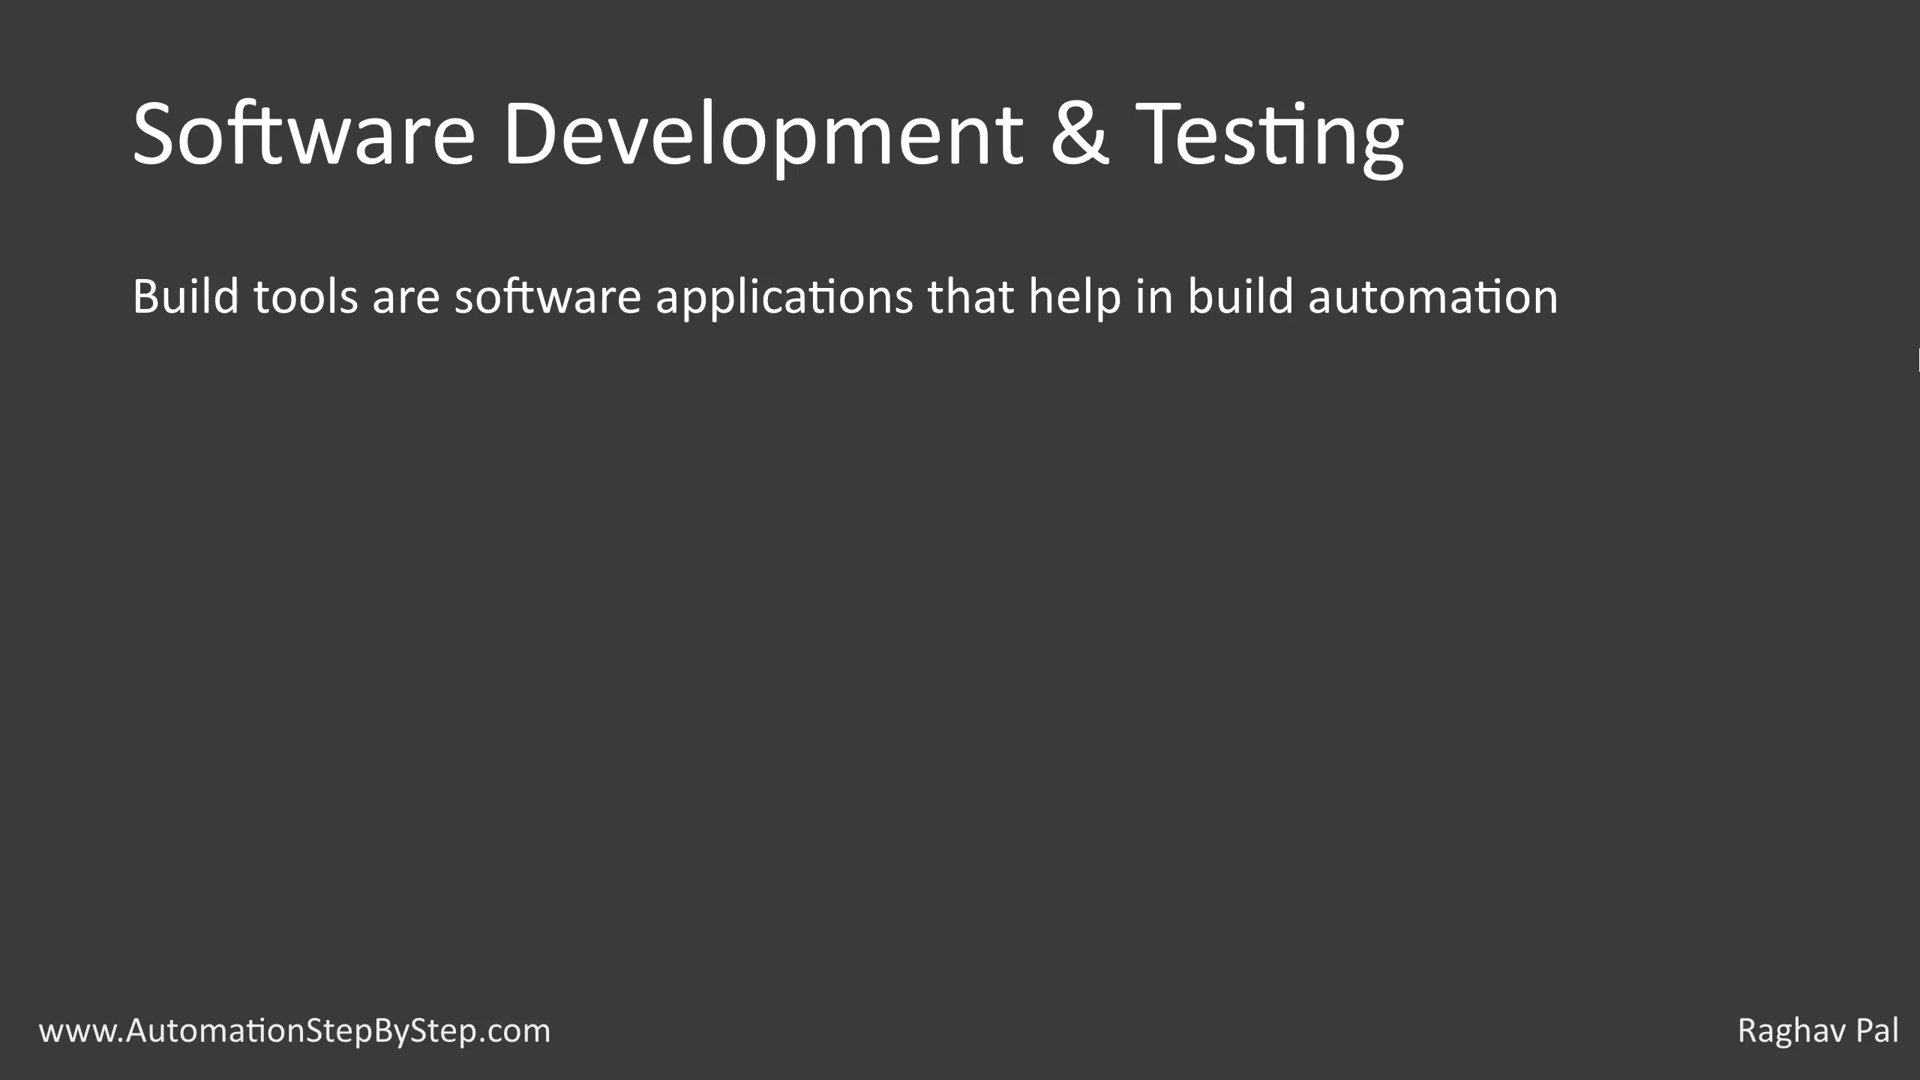 Software Development & Testing
Build tools are software applications that help in build automation
www.AutomationStepByStep.com
Raghav Pal